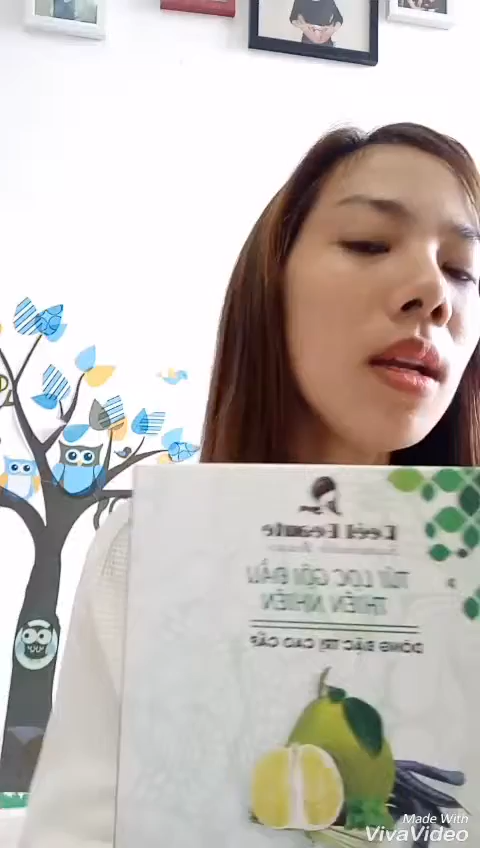 TÚI LỌC GỘI ĐẦU
THIÊN NHIÊN
DÒNG ĐẶC TRỊ CAO CẤP
Made With
VivaVideo